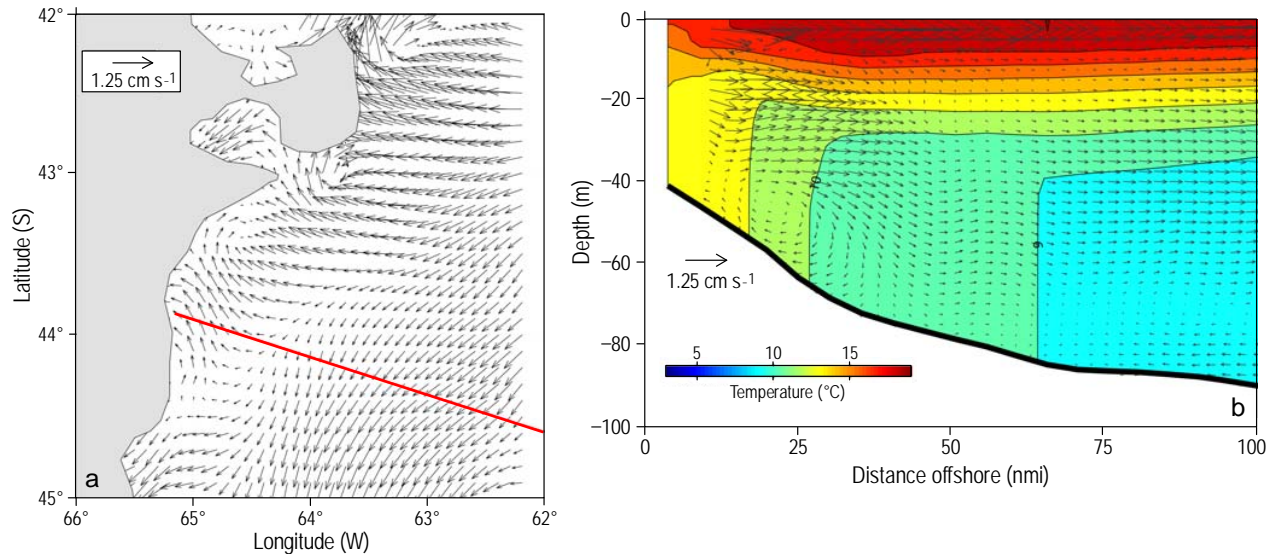 42°
43°
44°
45°
Latitude (S)
1.25 cm s-1
a
66°
65°
64°
63°
62°
Longitude (W)
0
−20
−40
−60
−80
−100
Depth (m)
10
9
1.25 cm s-1
5
10
15
Temperature (°C)
b
0
25
50
75
100
Distance offshore (nmi)